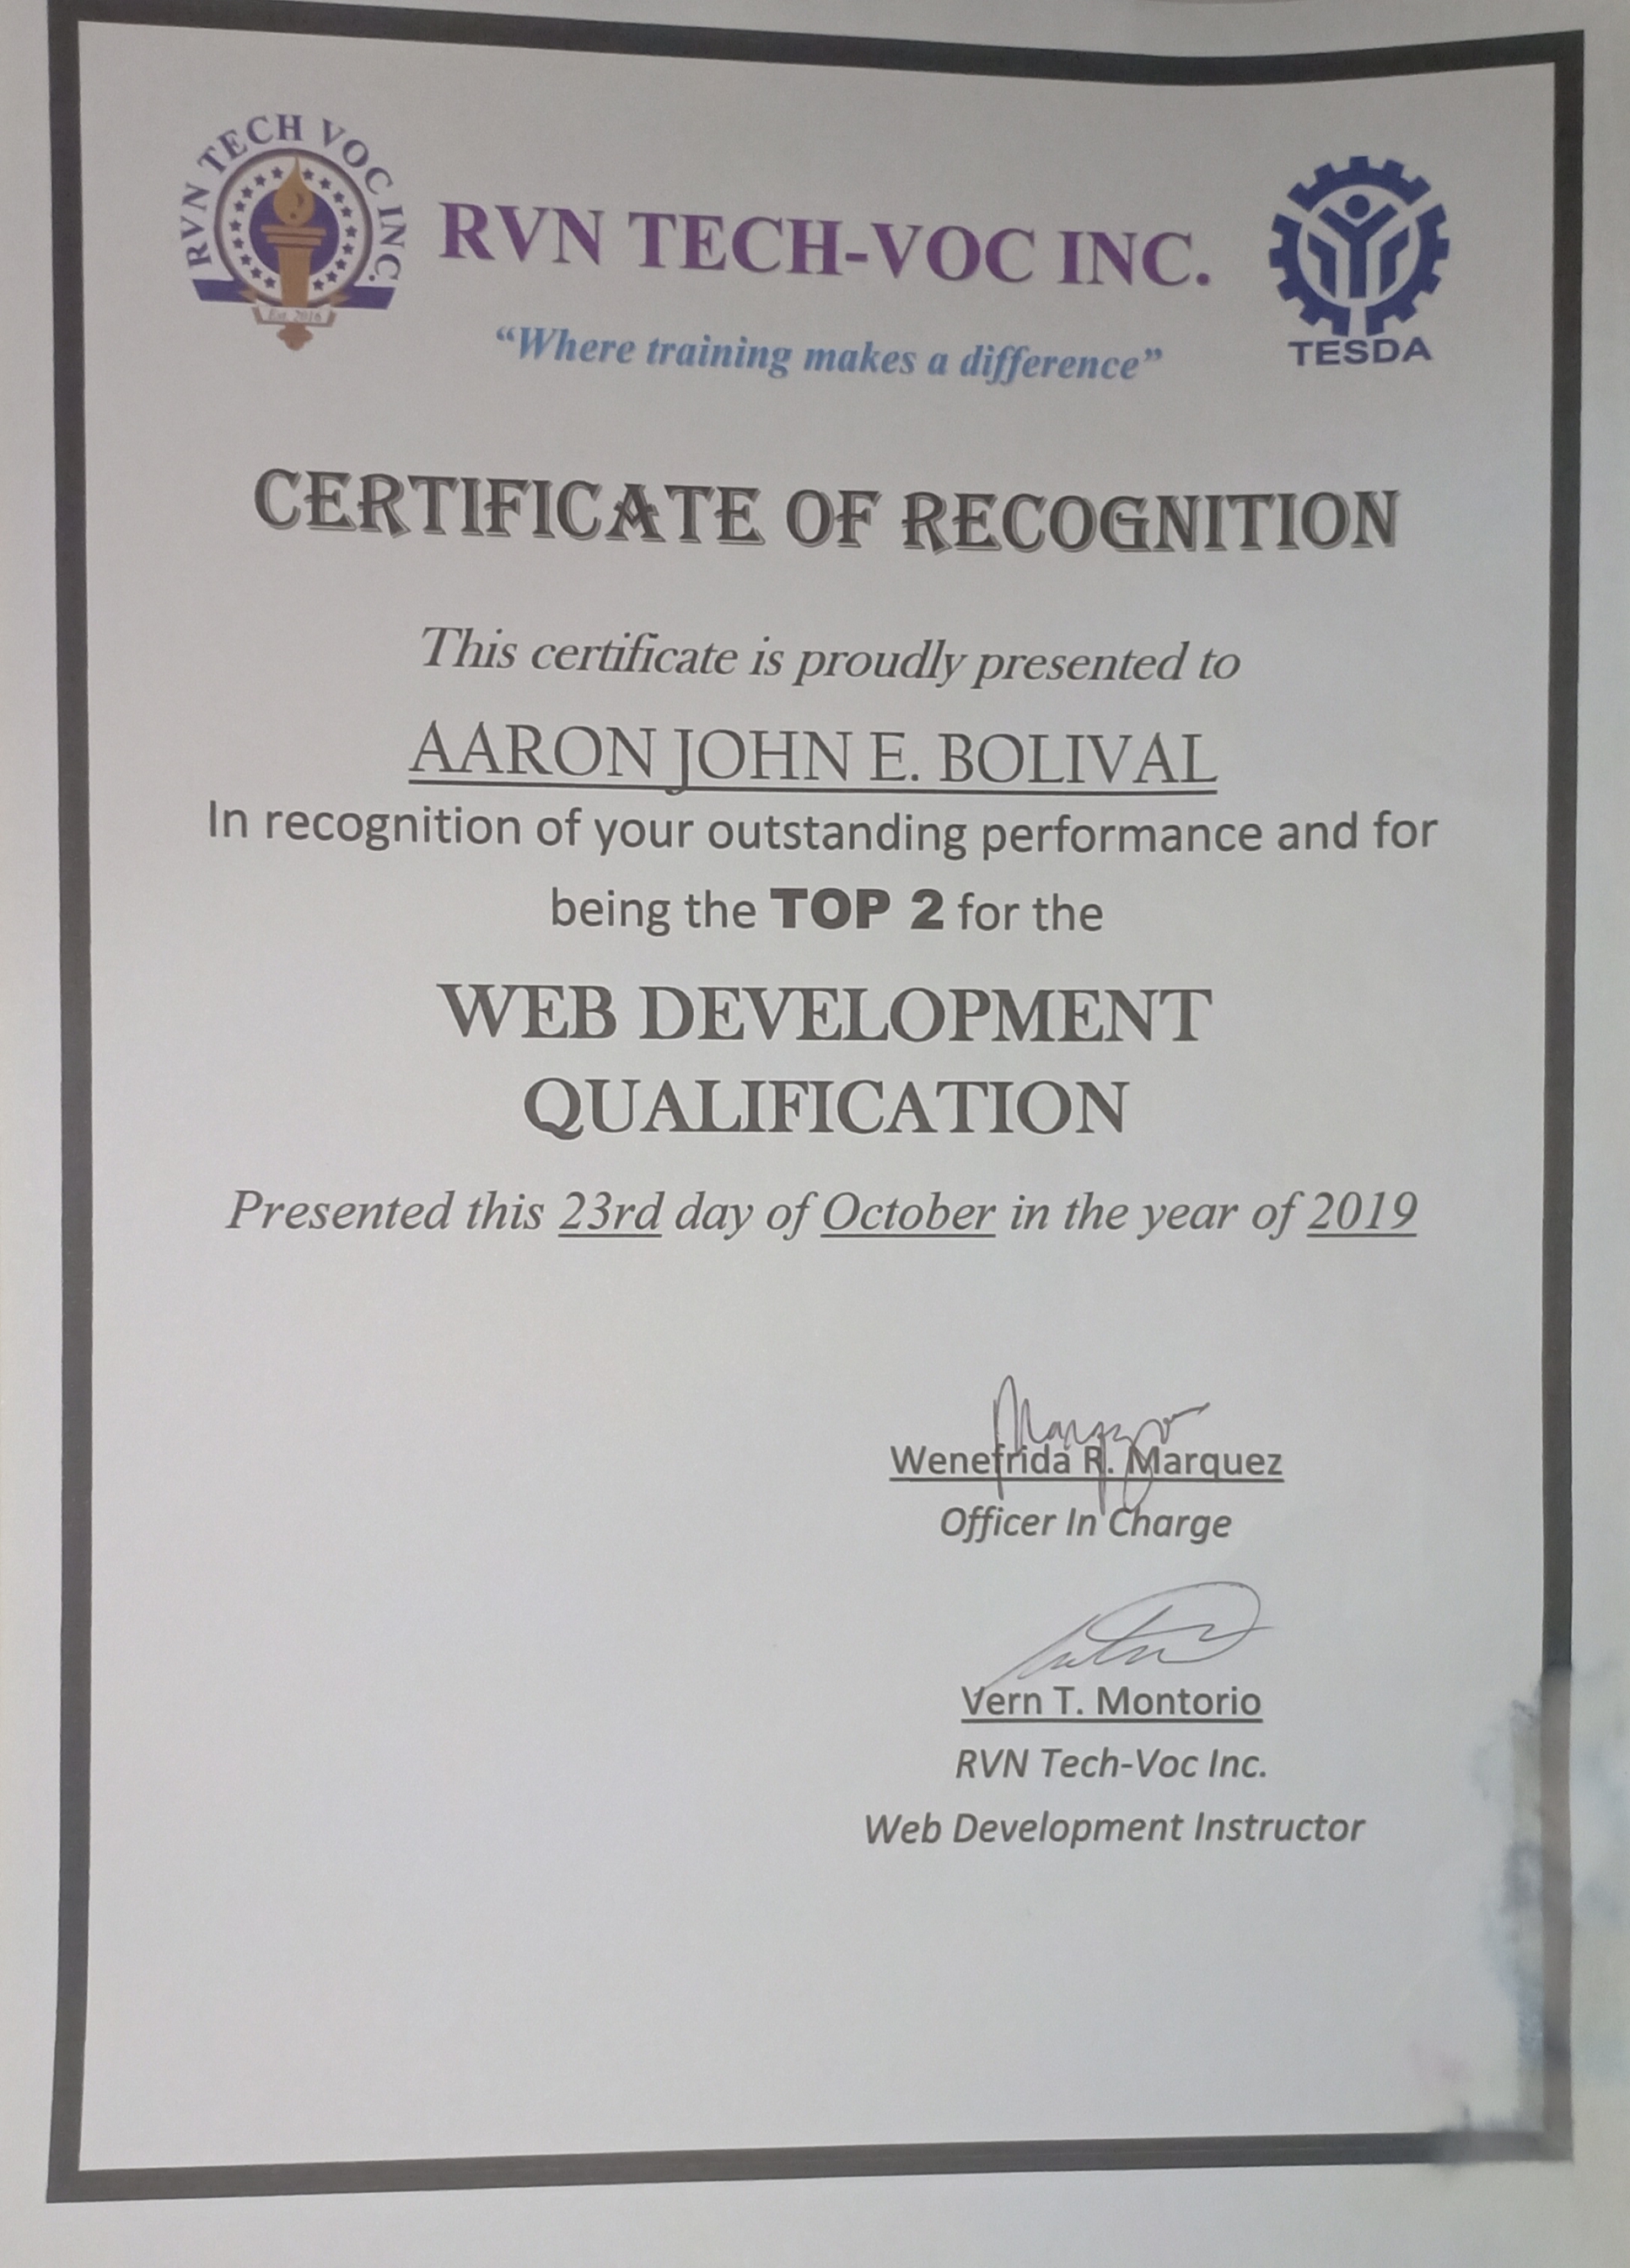 RVN TECH VOC INC.
Est. 2016
RVN TECH-VOC INC.
“Where training makes a difference”
TESDA
CERTIFICATE OF RECOGNITION
This certificate is proudly presented to
AARON JOHN E. BOLIVAL
In recognition of your outstanding performance and for
being the TOP 2 for the
WEB DEVELOPMENT
QUALIFICATION
Presented this 23rd day of October in the year of 2019
Wenefrida R. Marquez
Officer In Charge
Vern T. Montorio
RVN Tech-Voc Inc.
Web Development Instructor